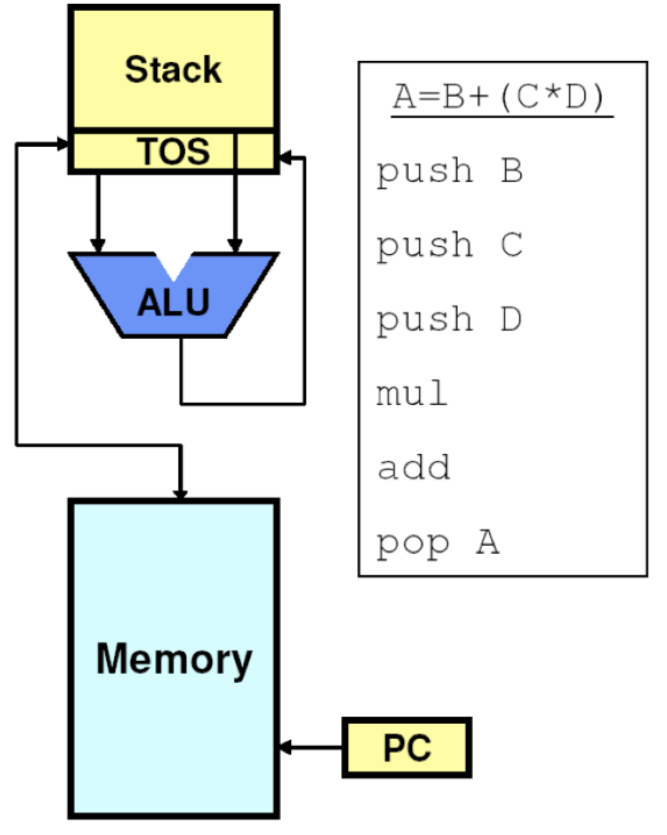 Stack
TOS
ALU
Memory
PC
A=B+(C*D)
push B
push C
push D
mul
add
pop A